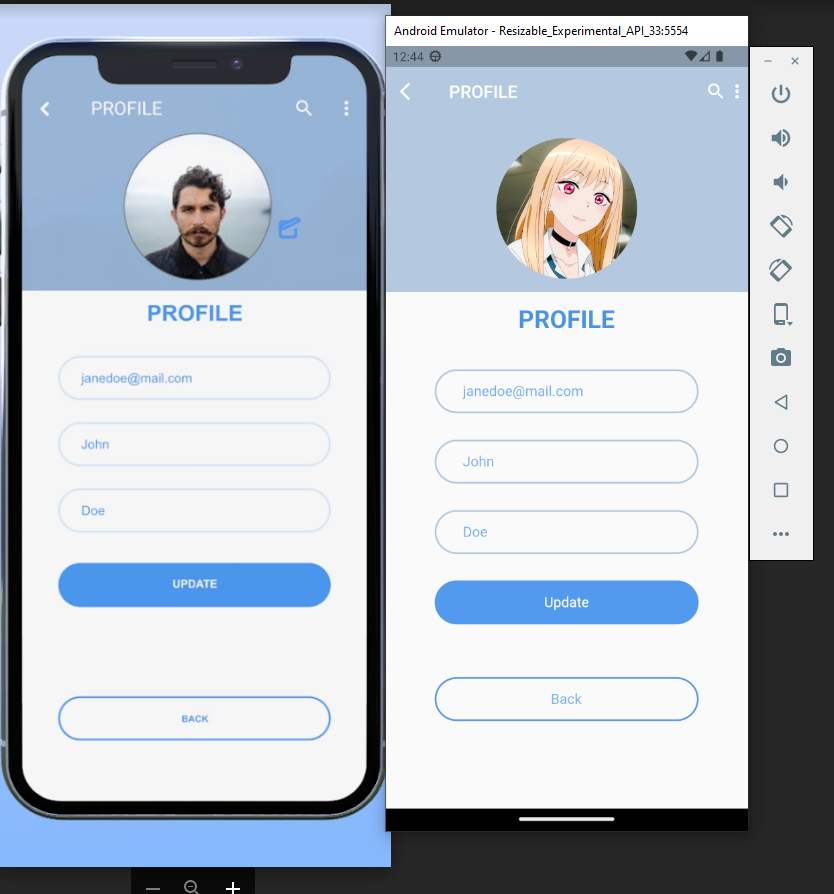 PROFILE
PROFILE
janedoe@mail.com
John
Doe
UPDATE
BACK
Android Emulator - Resizable_Experimental_API_33:5554
12:44
PROFILE
PROFILE
janedoe@mail.com
John
Doe
Update
Back